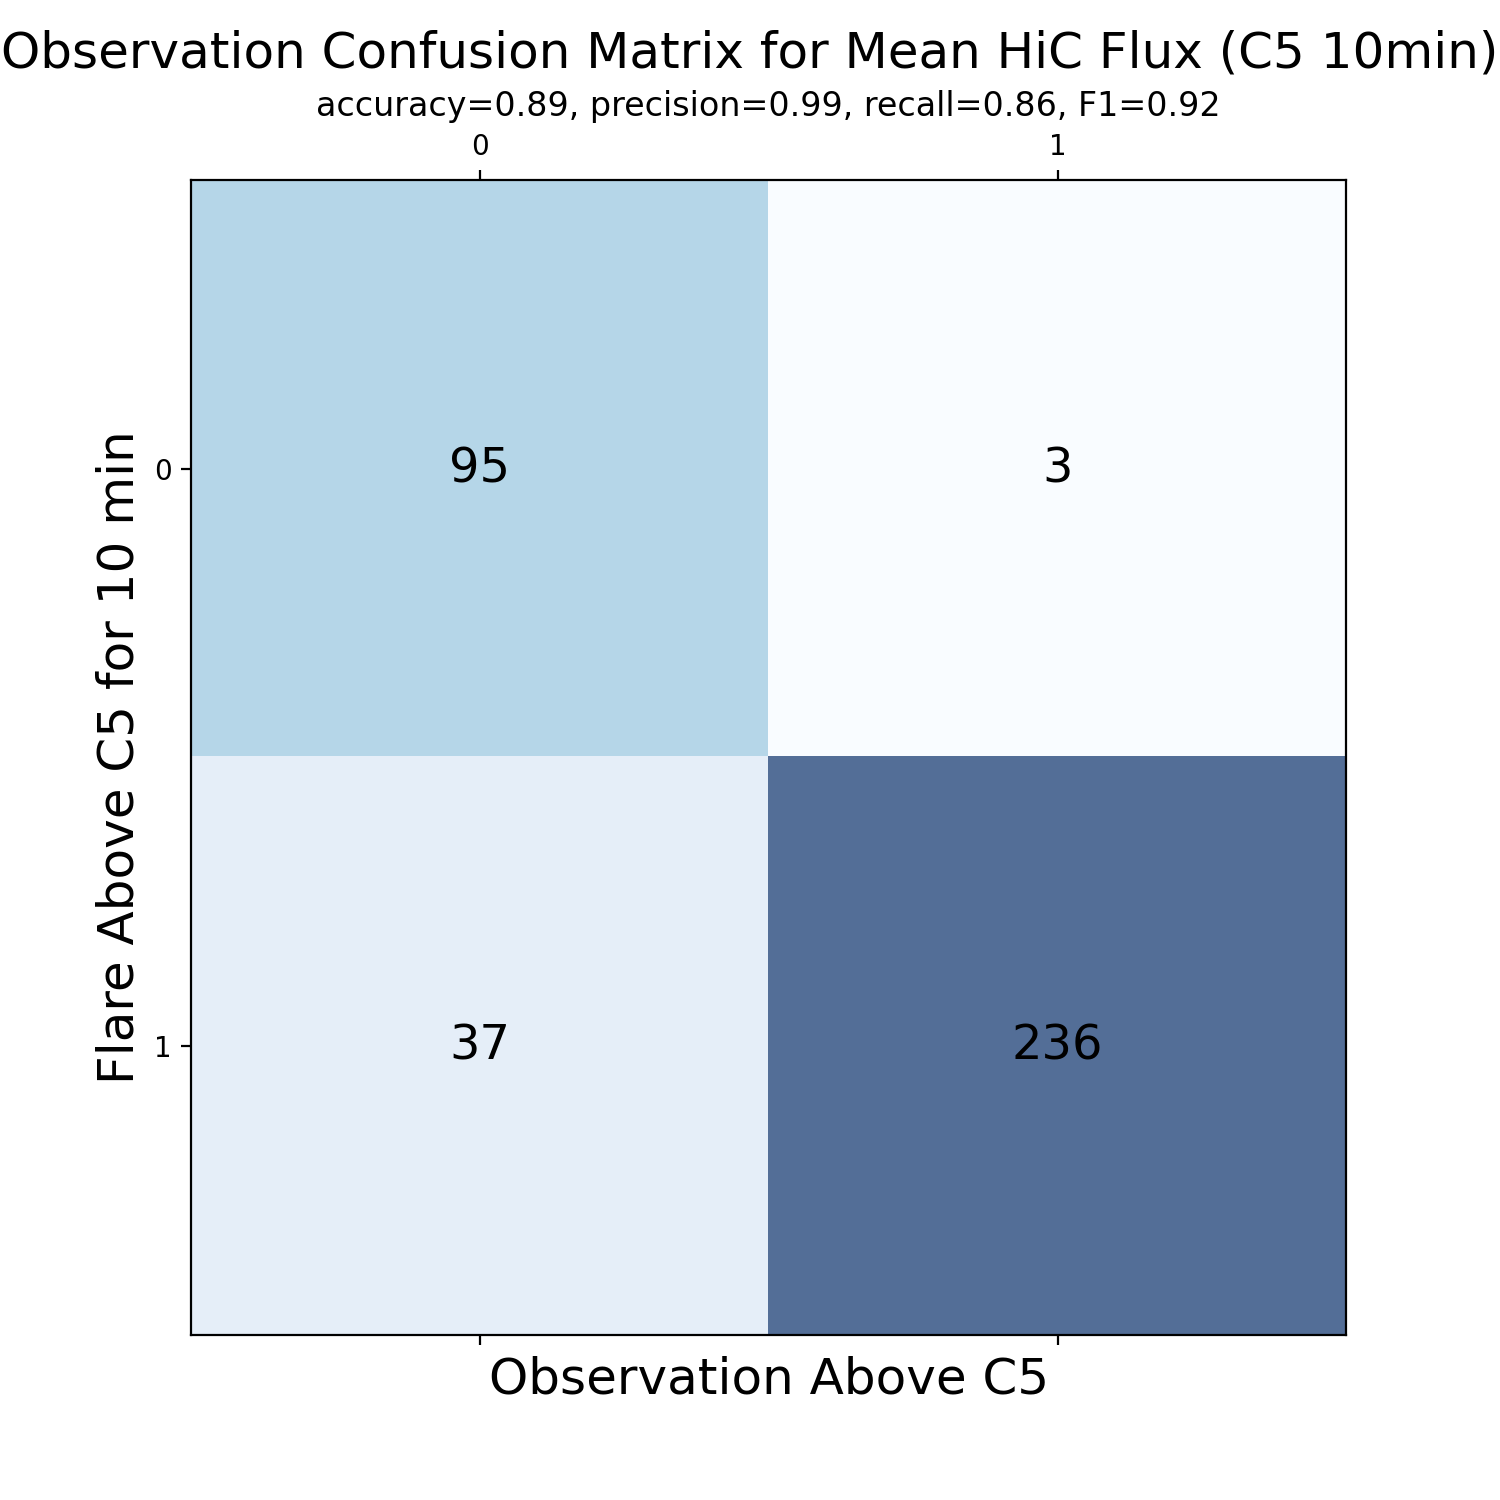 Observation Confusion Matrix for Mean HiC Flux (C5 10min)
accuracy=0.89, precision=0.99, recall=0.86, F1=0.92
0 1
Flare Above C5 for 10 min
0 95 3
1 37 236
Observation Above C5